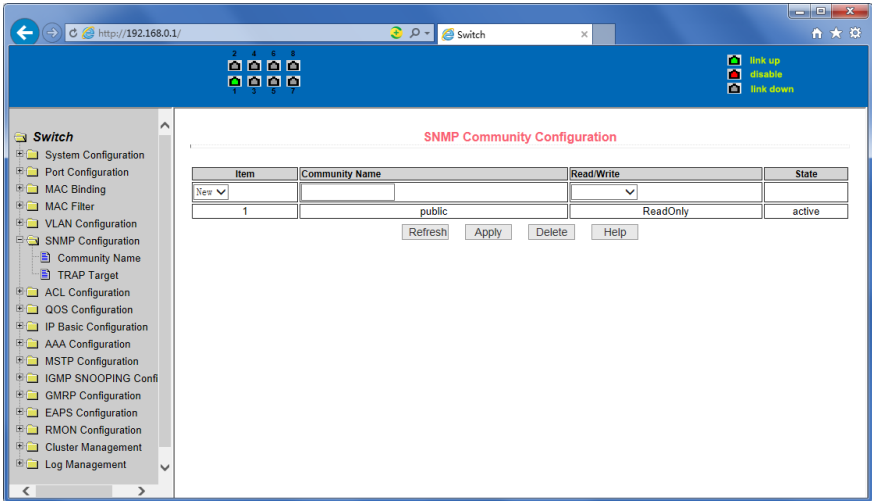 http://192.168.0.1/
Switch
2 4 6 8
1 3 5 7
link up
disable
link down
Switch
System Configuration
Port Configuration
MAC Binding
MAC Filter
VLAN Configuration
SNMP Configuration
Community Name
TRAP Target
ACL Configuration
QOS Configuration
IP Basic Configuration
AAA Configuration
MSTP Configuration
IGMP SNOOPING Confi
GMRP Configuration
EAPS Configuration
RMON Configuration
Cluster Management
Log Management
SNMP Community Configuration
Item Community Name Read/Write State
New
1 public ReadOnly active
Refresh Apply Delete Help